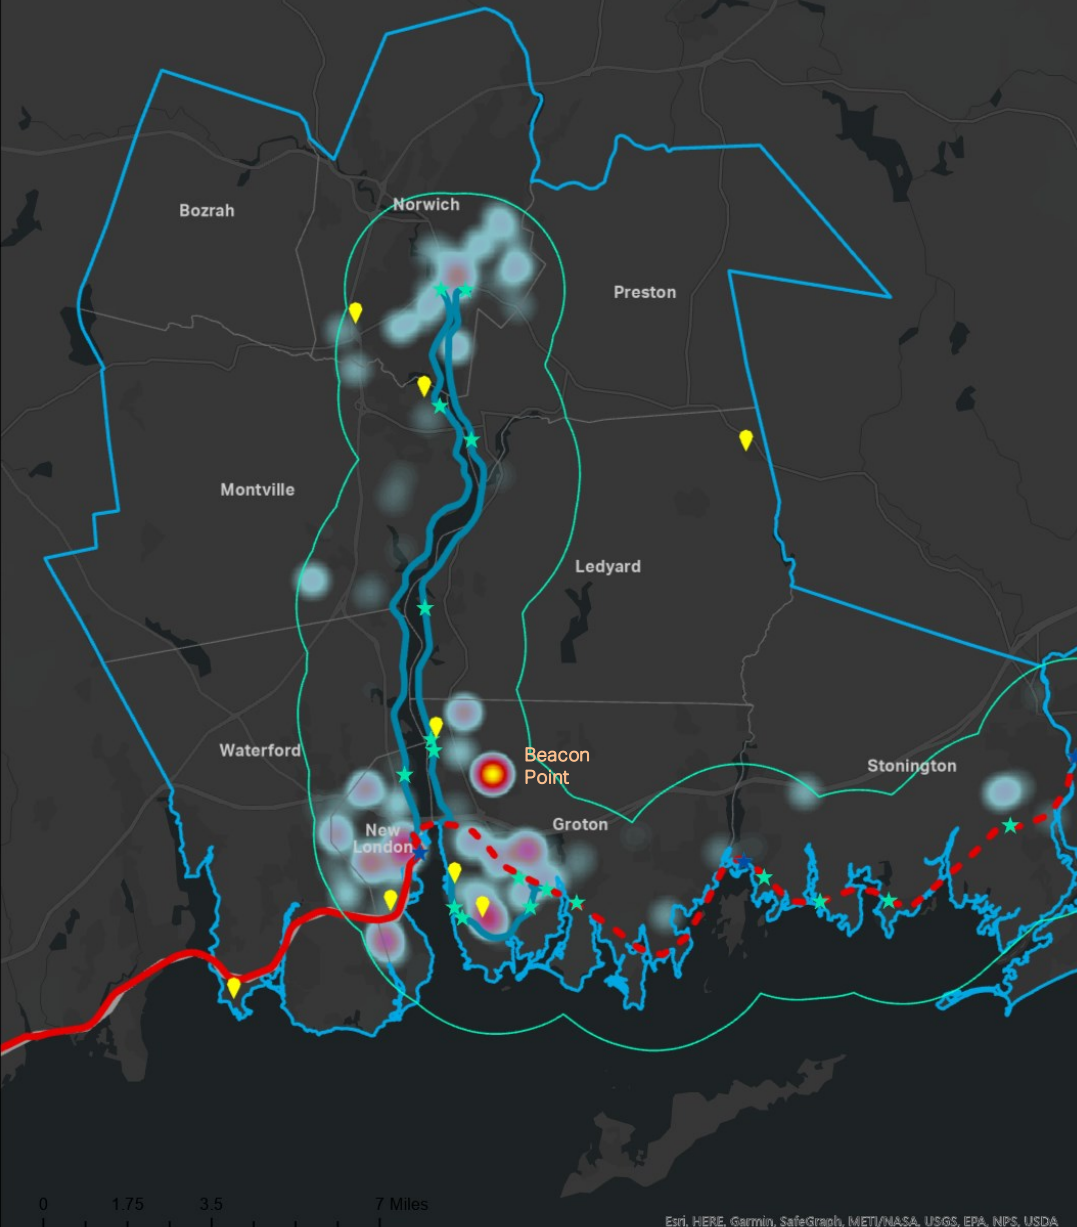 Norwich
Bozrah
Preston
Montville
Ledyard
Waterford
Beacon
Point
Stonington
New
London
Groton
0 1.75 3.5 7 Miles
Esri, HERE, Garmin, SafeGraph, METI/NASA, USGS, EPA, NPS, USDA